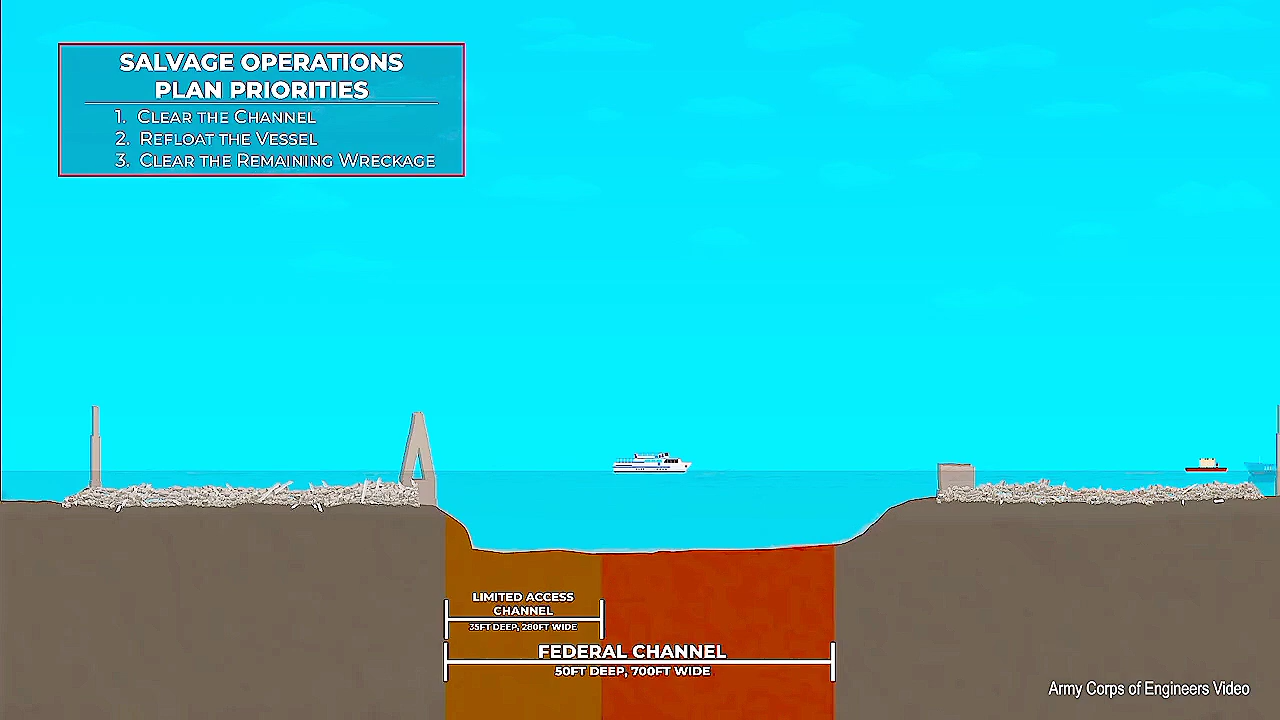 SALVAGE OPERATIONS
PLAN PRIORITIES
1. CLEAR THE CHANNEL
2. REFLOAT THE VESSEL
3. CLEAR THE REMAINING WRECKAGE
LIMITED ACCESS
CHANNEL
35FT DEEP, 280FT WIDE
FEDERAL CHANNEL
50FT DEEP, 700FT WIDE
Army Corps of Engineers Video